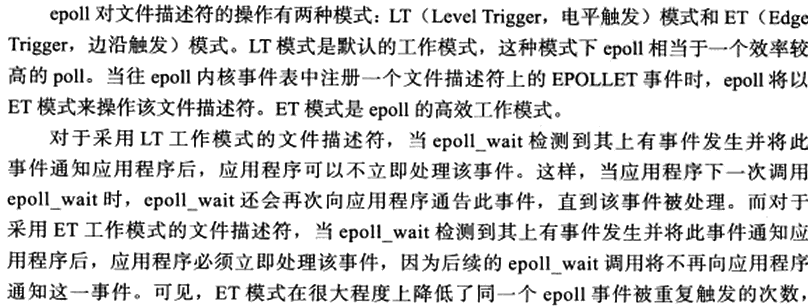 epoll 对文件描述符的操作有两种模式：LT（Level Trigger，电平触发）模式和 ET（Edge
Trigger，边沿触发）模式。LT 模式是默认的工作模式，这种模式下 epoll 相当于一个效率较
高的 poll。当往 epoll 内核事件表中注册一个文件描述符上的 EPOLLET 事件时，epoll 将以
ET 模式来操作该文件描述符。ET 模式是 epoll 的高效工作模式。
对于采用 LT 工作模式的文件描述符，当 epoll_wait 检测到其上有事件发生并将此
事件通知应用程序后，应用程序可以不立即处理该事件。这样，当应用程序下一次调用
epoll_wait 时，epoll_wait 还会再次向应用程序通告此事件，直到该事件被处理。而对于
采用 ET 工作模式的文件描述符，当 epoll_wait 检测到其上有事件发生并将此事件通知应
用程序后，应用程序必须立即处理该事件，因为后续的 epoll_wait 调用将不再向应用程序
通知这一事件。可见，ET 模式在很大程度上降低了同一个 epoll 事件被重复触发的次数，